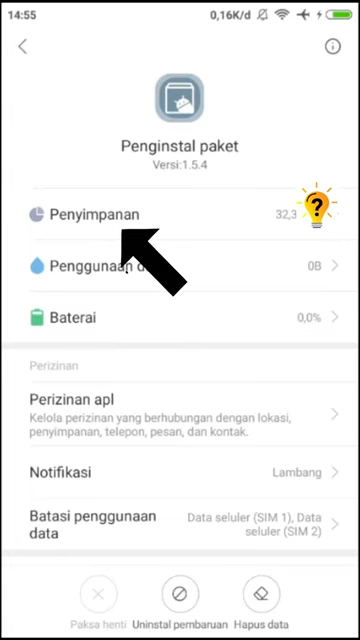 14:55
0,16K/d
Penginstal paket
Versi:1.5.4
Penyimpanan
32,3
?
Penggunaan d
0B
Baterai
0,0%
Perizinan
Perizinan apl
Kelola perizinan yang berhubungan dengan lokasi,
penyimpanan, telepon, pesan, dan kontak.
Notifikasi
Lambang
Batasi penggunaan
data
Data seluler (SIM 1), Data
seluler (SIM 2)
Paksa henti
Uninstal pembaruan
Hapus data